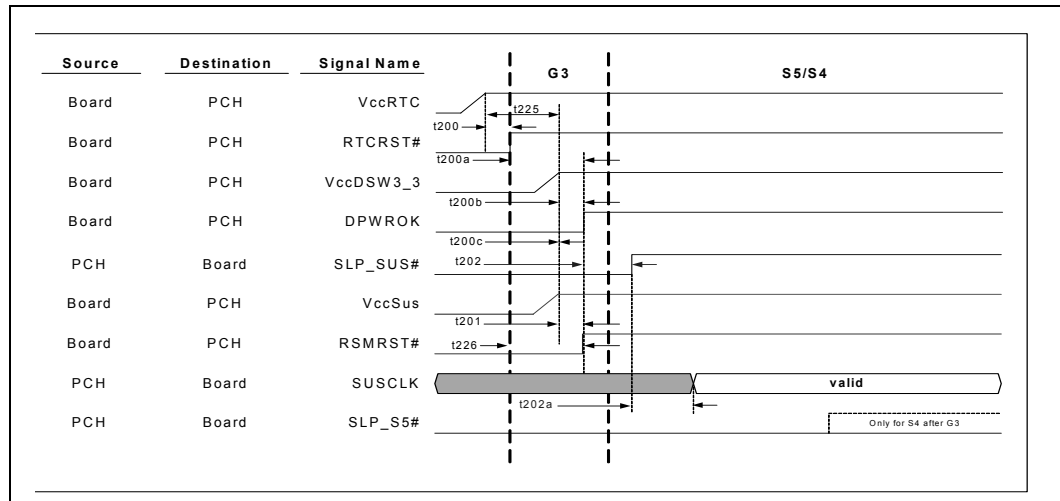 Source Destination Signal Name G3 S5/S4
Board PCH VccRTC
t225
t200
Board PCH RTCRST#
t200a
Board PCH VccDSW3_3
t200b
Board PCH DPWROK
t200c
t202
PCH Board SLP_SUS#
Board PCH VccSus
t201
Board PCH RSMRST#
t226
PCH Board SUSCLK valid
t202a
PCH Board SLP_S5# Only for S4 after G3